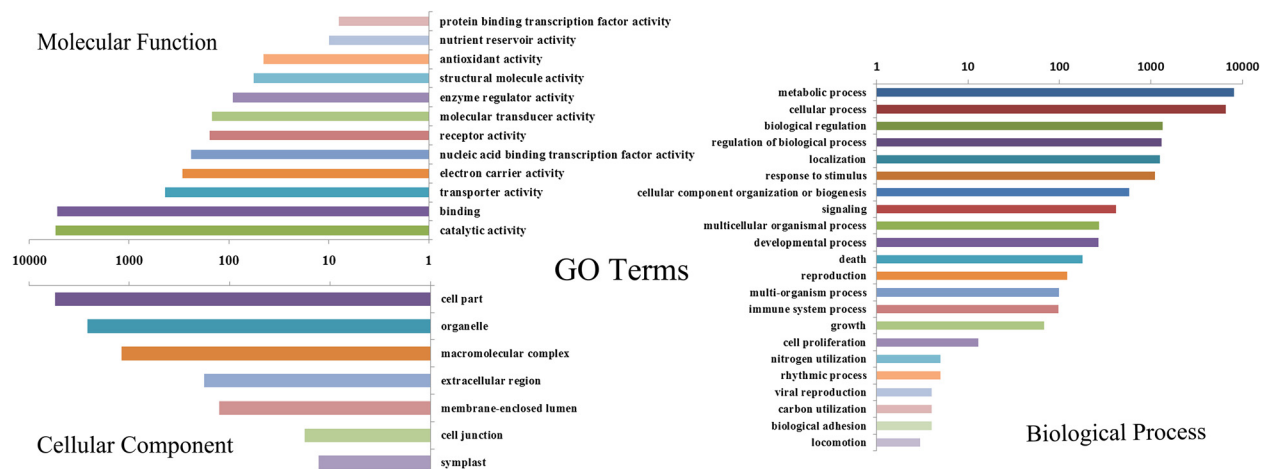 Molecular Function
protein binding transcription factor activity
nutrient reservoir activity
antioxidant activity
structural molecule activity
enzyme regulator activity
molecular transducer activity
receptor activity
nucleic acid binding transcription factor activity
electron carrier activity
transporter activity
binding
catalytic activity
10000 1000 100 10 1
cell part
organelle
macromolecular complex
extracellular region
membrane-enclosed lumen
cell junction
symplast
Cellular Component
GO Terms
1 10 100 1000 10000
metabolic process
cellular process
biological regulation
regulation of biological process
localization
response to stimulus
cellular component organization or biogenesis
signaling
multicellular organismal process
developmental process
death
reproduction
multi-organism process
immune system process
growth
cell proliferation
nitrogen utilization
rhythmic process
viral reproduction
carbon utilization
biological adhesion
locomotion
Biological Process